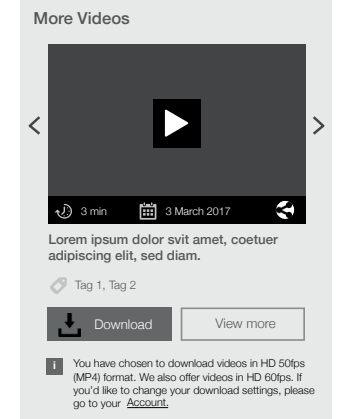 More Videos
3 min
3 March 2017
Lorem ipsum dolor svit amet, coetuer
adipiscing elit, sed diam.
Tag 1, Tag 2
Download
View more
i
You have chosen to download videos in HD 50fps
(MP4) format. We also offer videos in HD 60fps. If
you'd like to change your download settings, please
go to your Account.